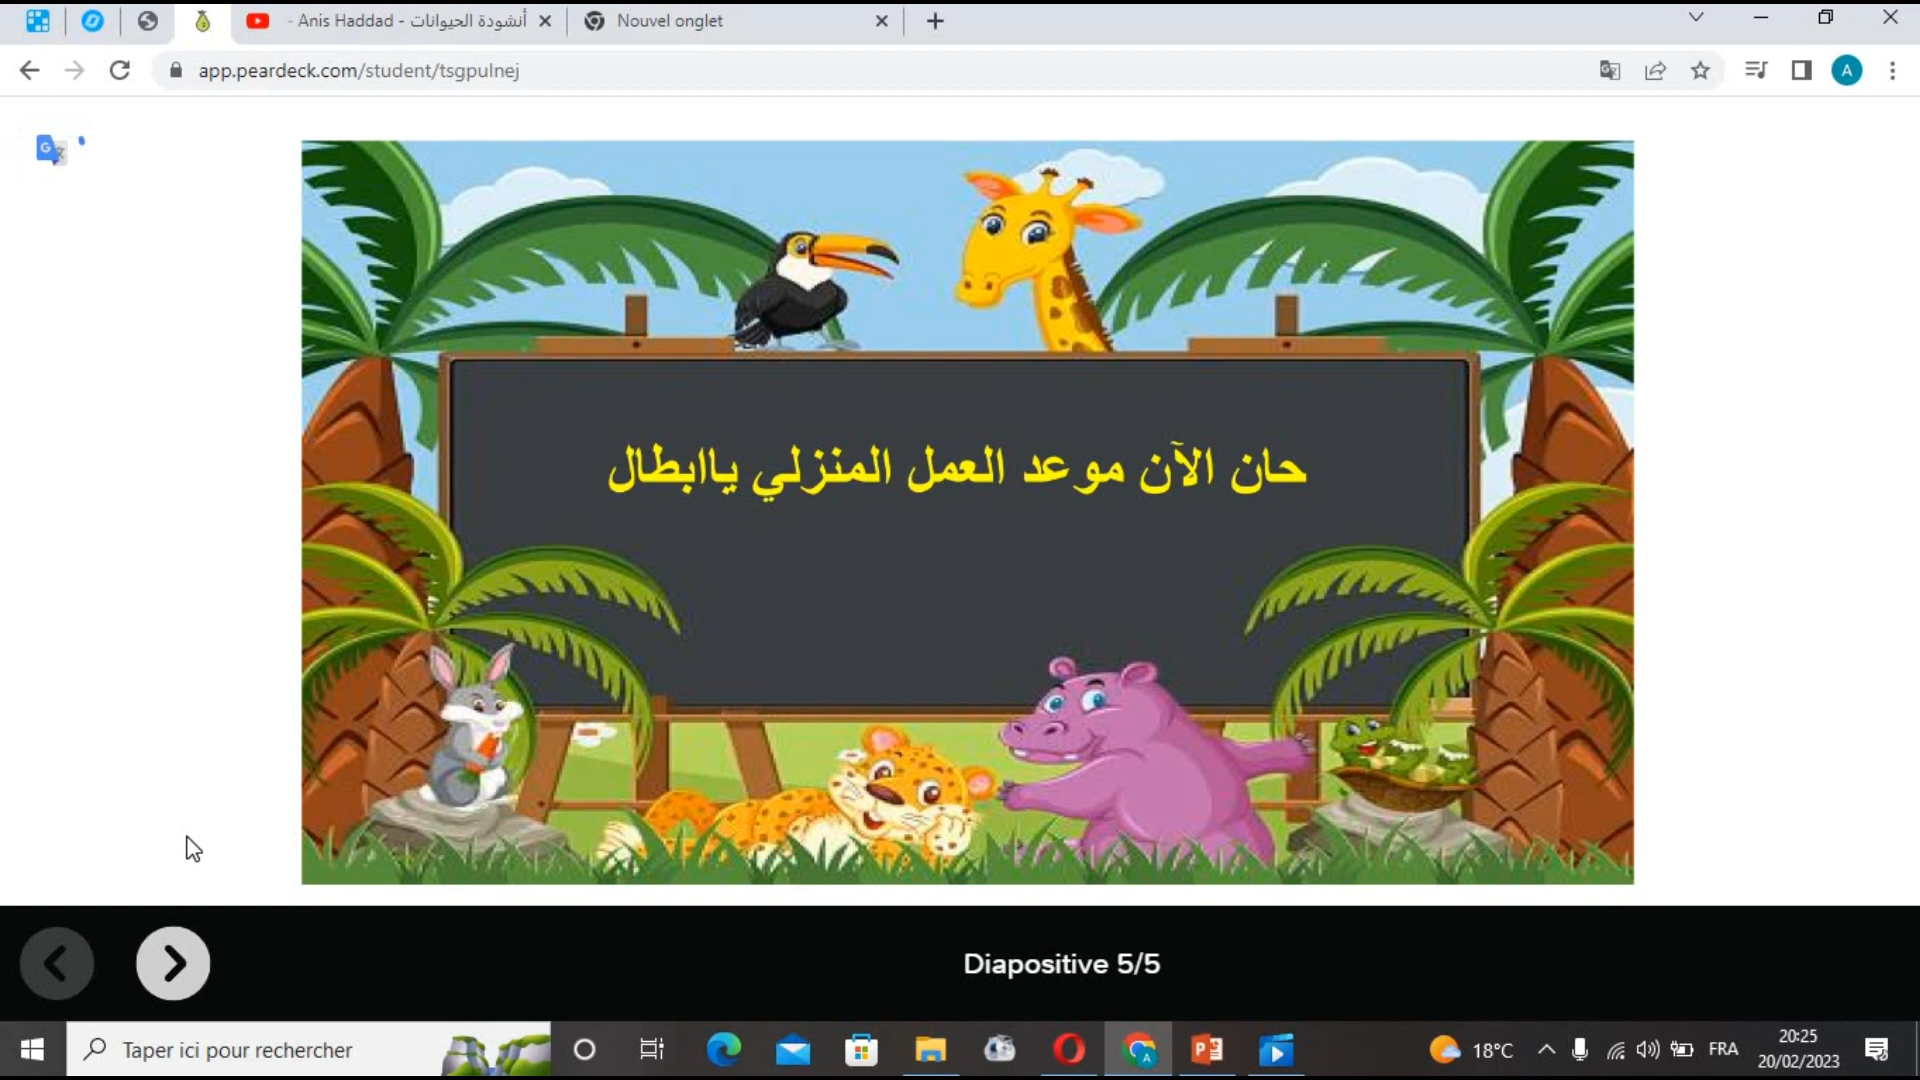 - Anis Haddad - أنشودة الحيوانات
Nouvel onglet
app.peardeck.com/student/tsgpulnej
A
حان الآن موعد العمل المنزلي ياابطال
Diapositive 5/5
Taper ici pour rechercher
18°C
FRA
20:25
20/02/2023